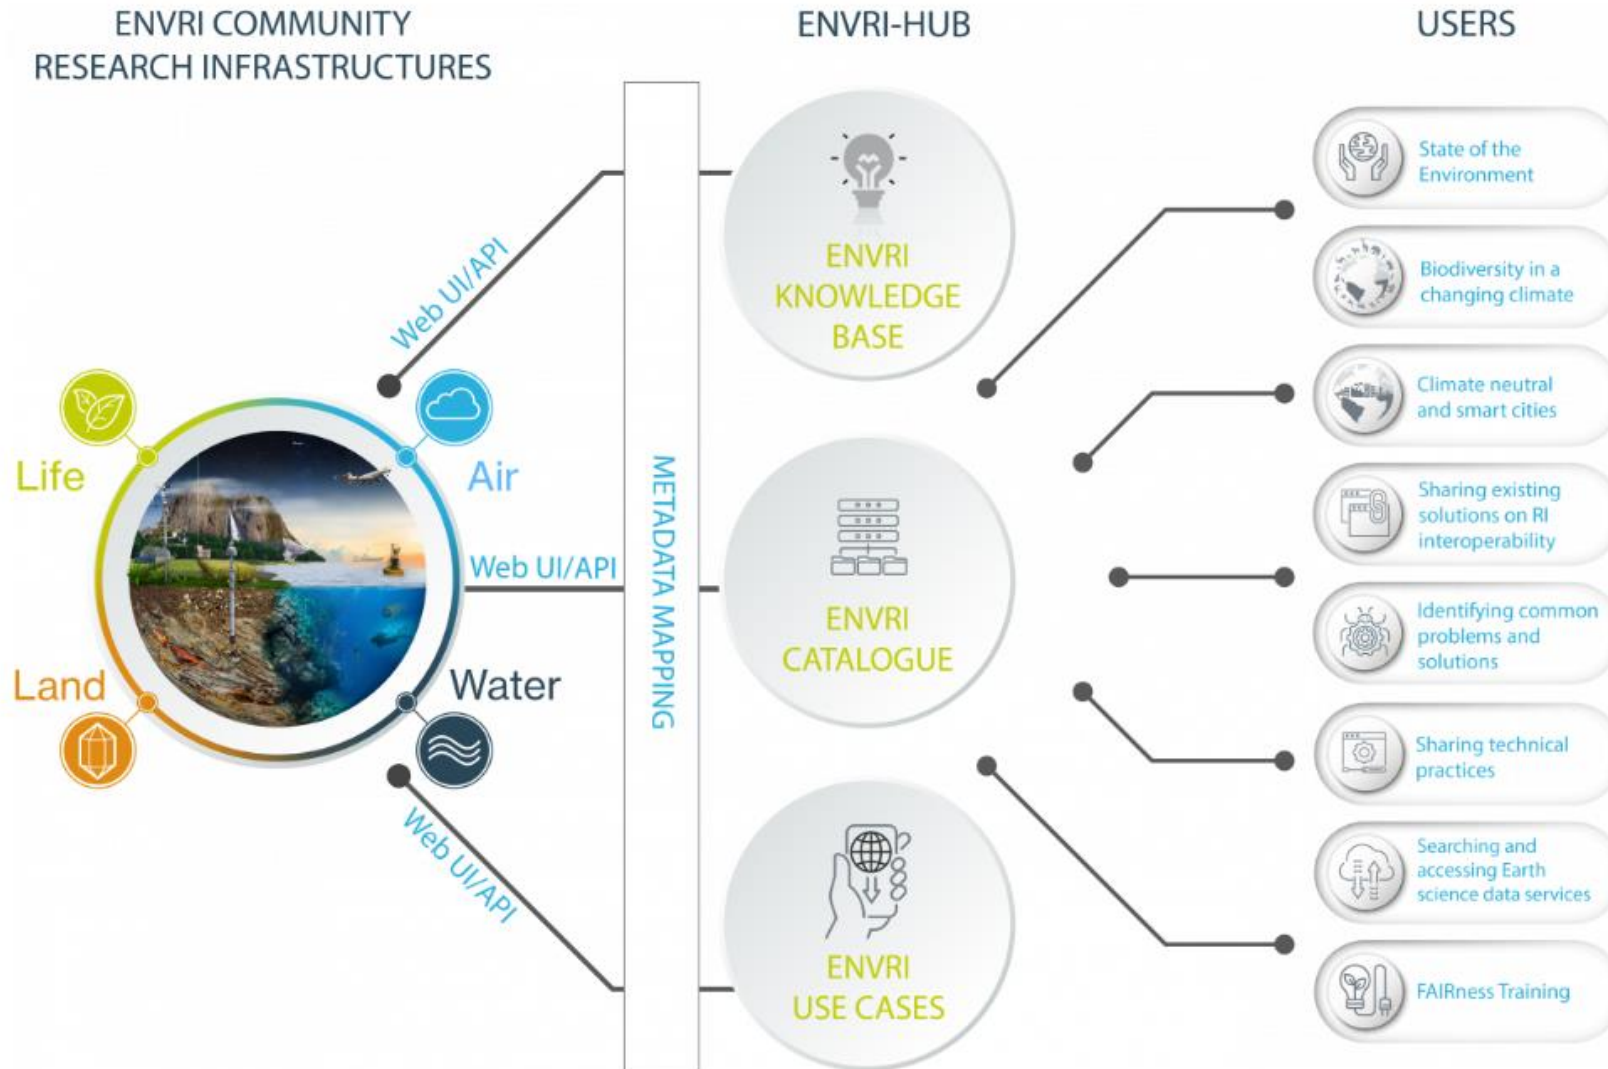 ENVRI COMMUNITY
RESEARCH INFRASTRUCTURES
ENVRI-HUB
USERS
Life
Air
Land
Water
Web UI/API
Web UI/API
Web UI/API
METADATA MAPPING
ENVRI
KNOWLEDGE
BASE
ENVRI
CATALOGUE
ENVRI
USE CASES
State of the
Environment
Biodiversity in a
changing climate
Climate neutral
and smart cities
Sharing existing
solutions on RI
interoperability
Identifying common
problems and
solutions
Sharing technical
practices
Searching and
accessing Earth
science data services
FAIRness Training